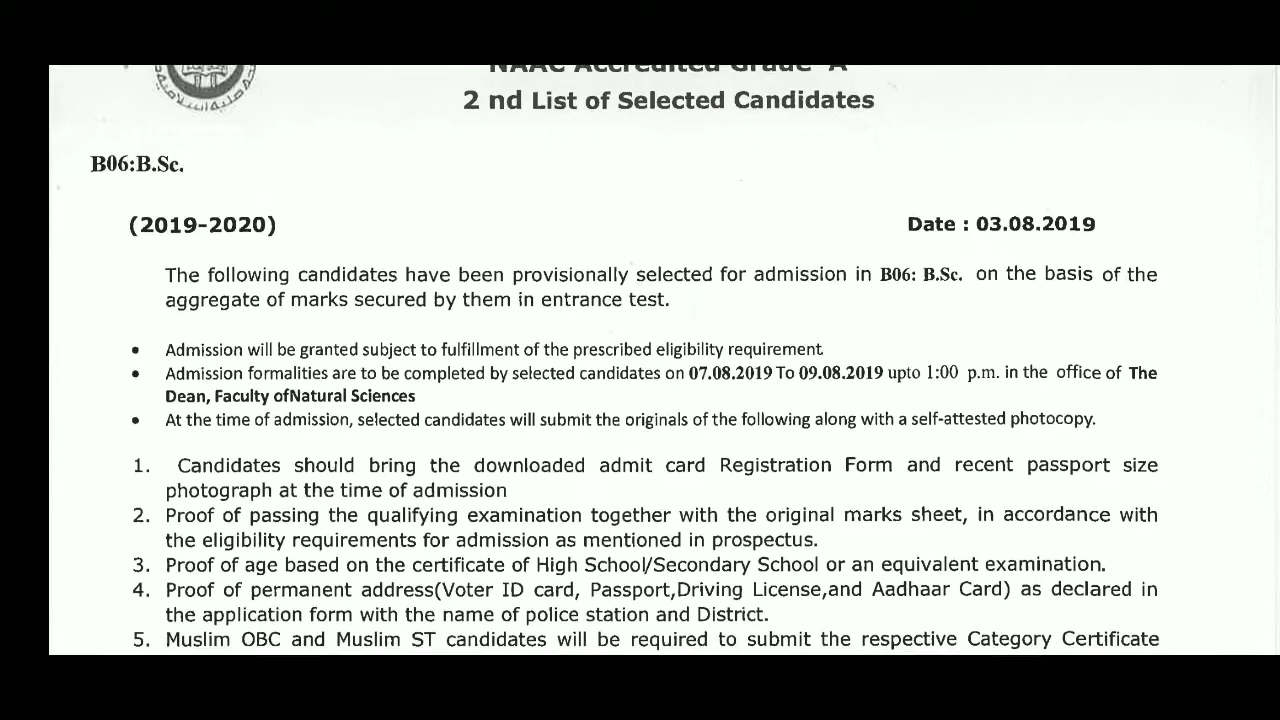 NAAC Accredited Grade 'A'
2 nd List of Selected Candidates
B06:B.Sc.
(2019-2020)
Date : 03.08.2019
The following candidates have been provisionally selected for admission in B06: B.Sc. on the basis of the
aggregate of marks secured by them in entrance test.
• Admission will be granted subject to fulfillment of the prescribed eligibility requirement
• Admission formalities are to be completed by selected candidates on 07.08.2019 To 09.08.2019 upto 1:00 p.m. in the office of The
Dean, Faculty ofNatural Sciences
• At the time of admission, selected candidates will submit the originals of the following along with a self-attested photocopy.
1. Candidates should bring the downloaded admit card Registration Form and recent passport size
photograph at the time of admission
2. Proof of passing the qualifying examination together with the original marks sheet, in accordance with
the eligibility requirements for admission as mentioned in prospectus.
3. Proof of age based on the certificate of High School/Secondary School or an equivalent examination.
4. Proof of permanent address(Voter ID card, Passport,Driving License,and Aadhaar Card) as declared in
the application form with the name of police station and District.
5. Muslim OBC and Muslim ST candidates will be required to submit the respective Category Certificate